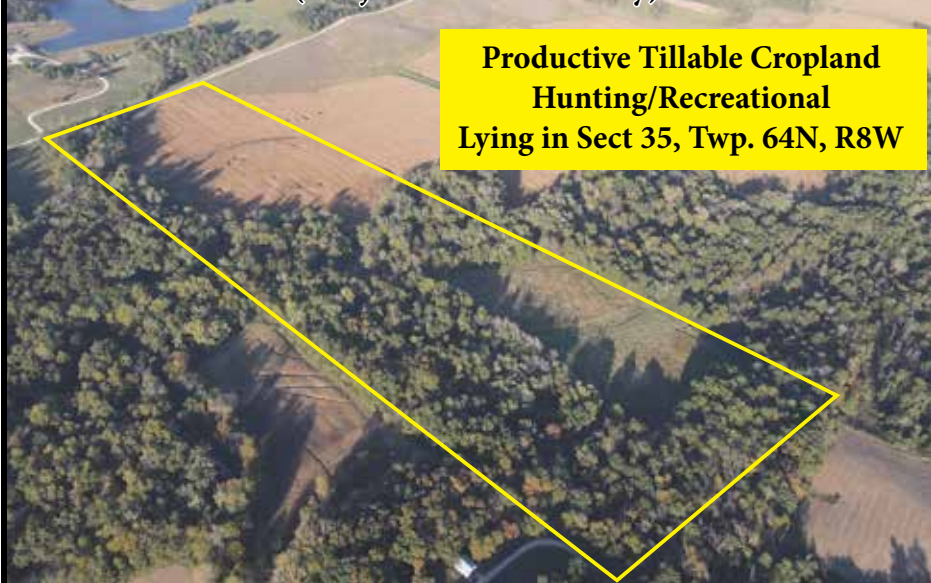 Productive Tillable Cropland
Hunting/Recreational
Lying in Sect 35, Twp. 64N, R8W